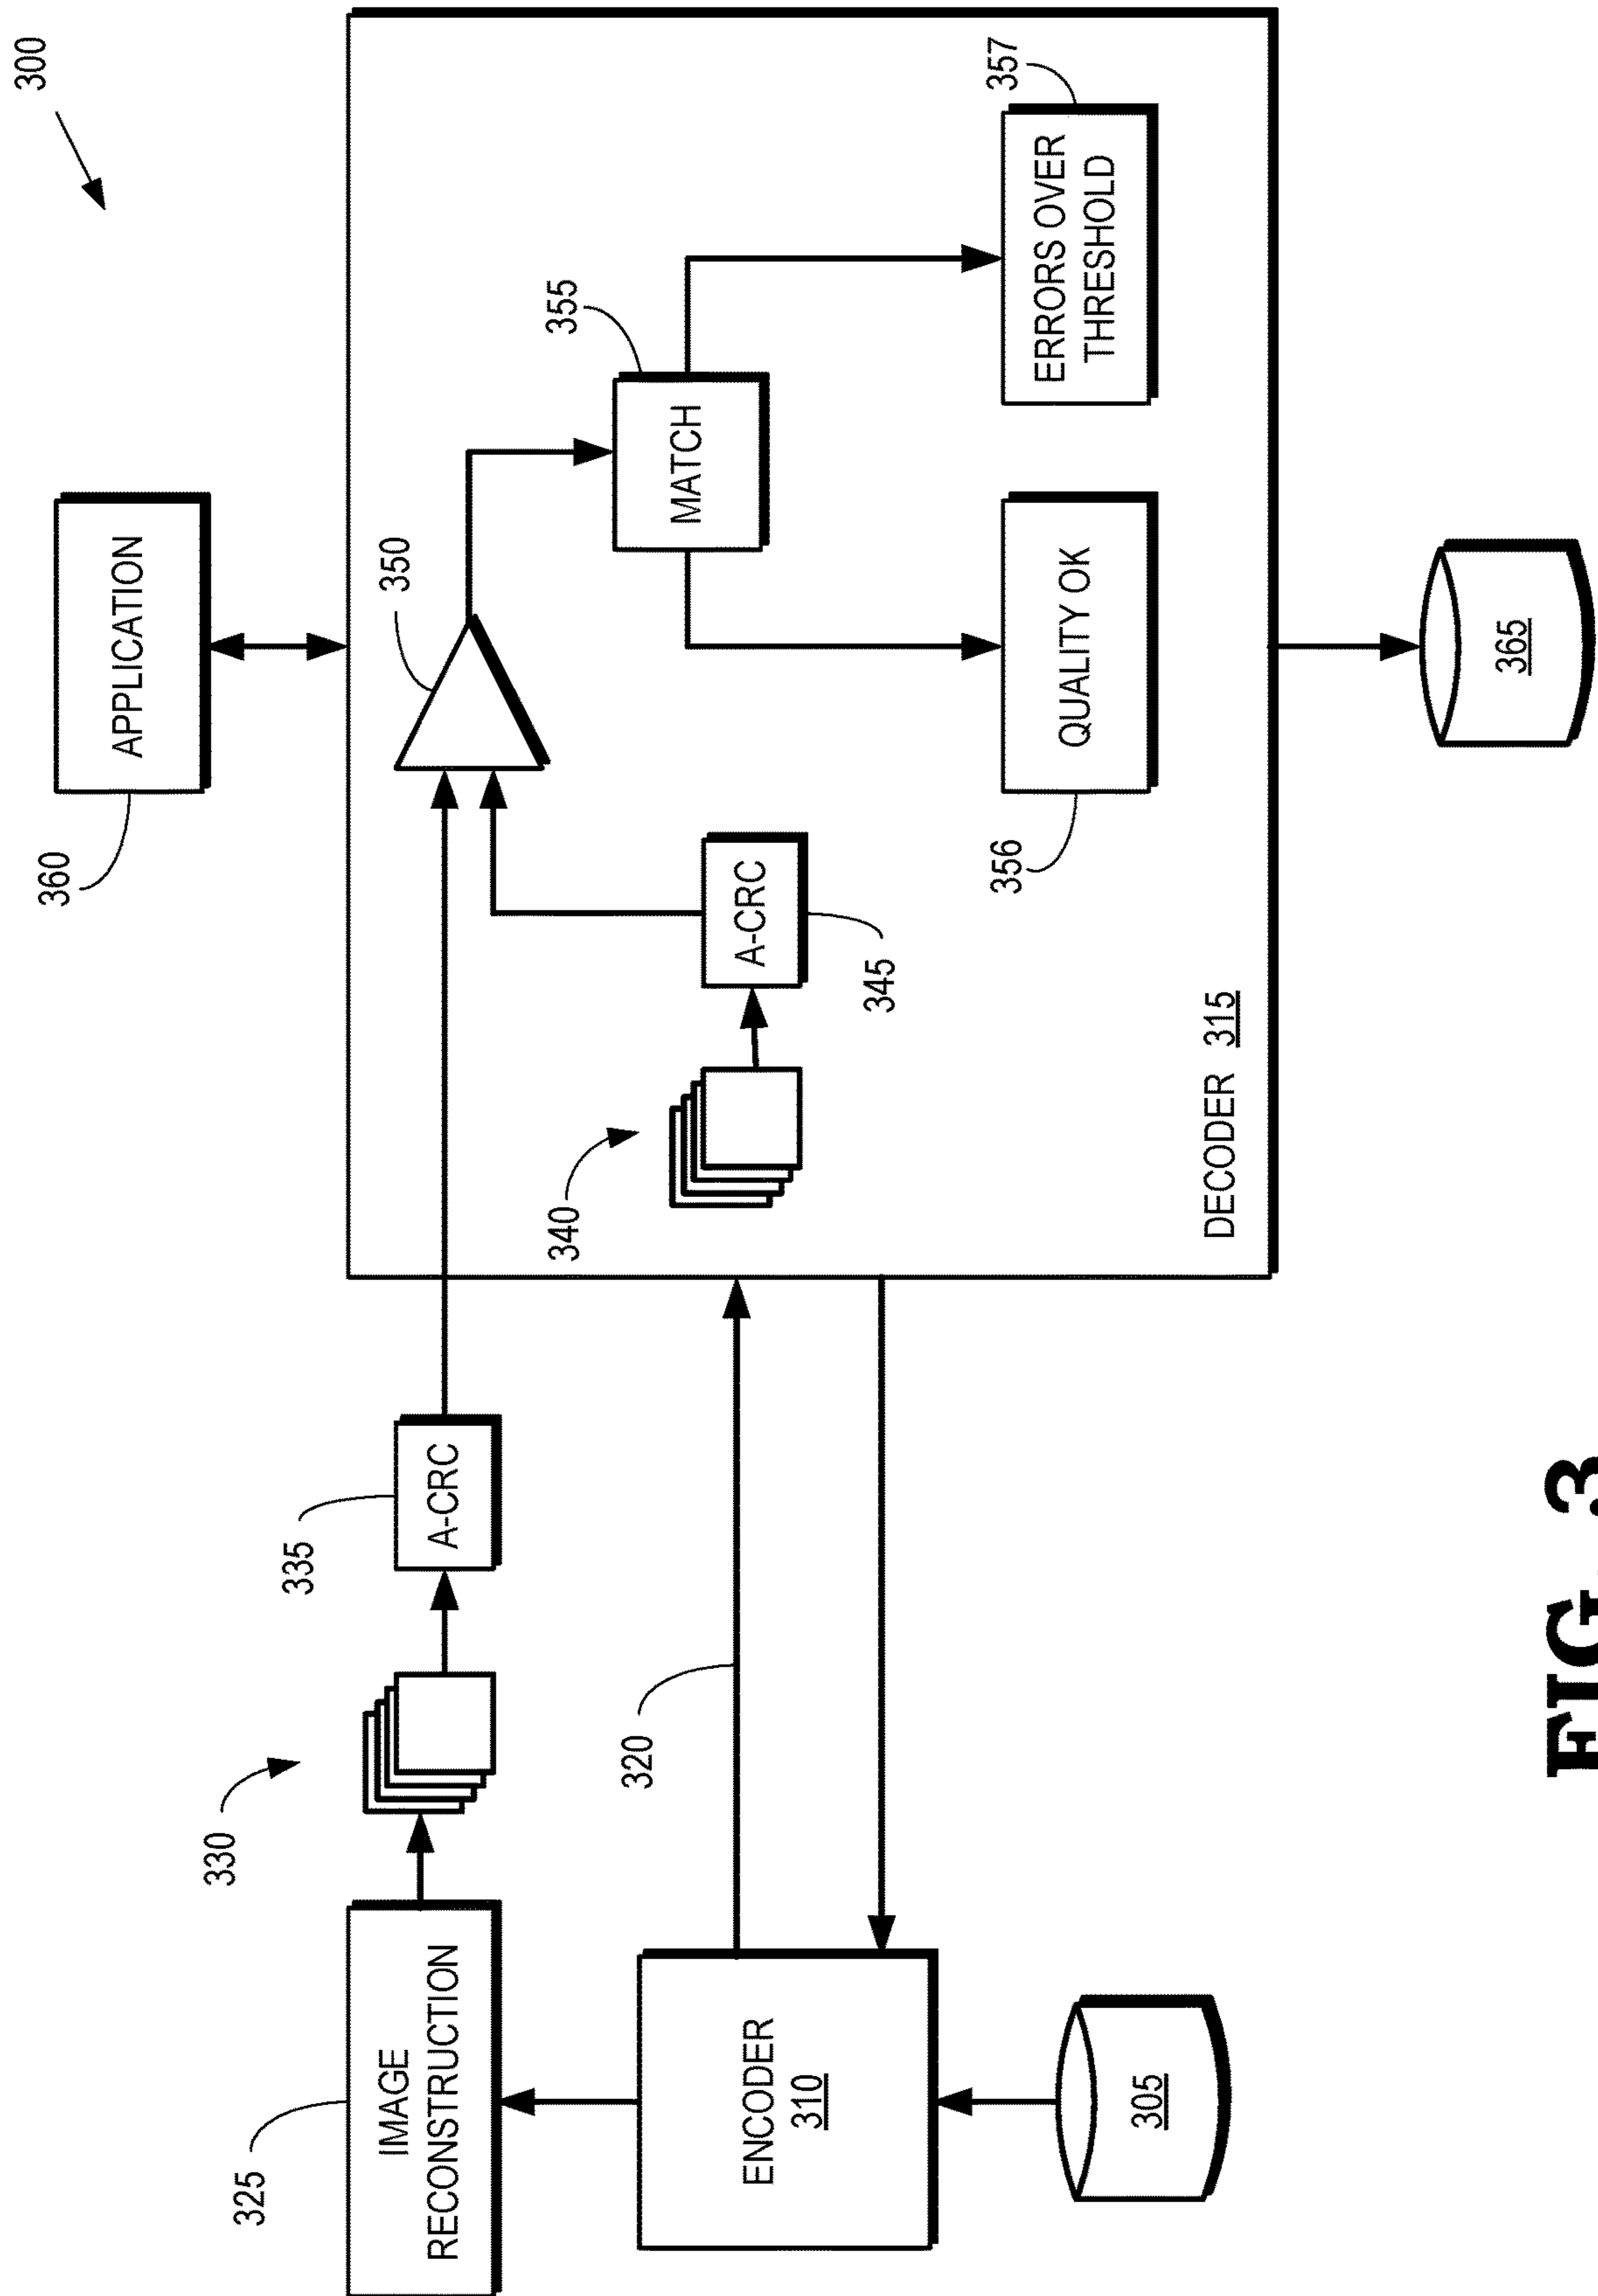 300
APPLICATION
360
325
IMAGE
RECONSTRUCTION
330
335
A-CRC
350
355
MATCH
340
A-CRC
345
357
ERRORS OVER
THRESHOLD
QUALITY OK
356
DECODER 315
320
ENCODER
310
305
365
FIG. 3